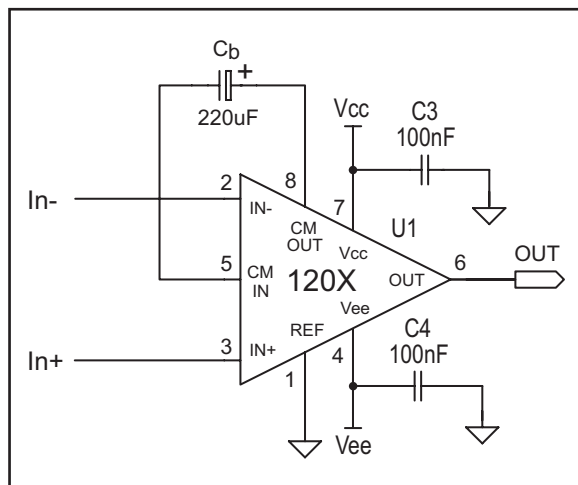 Cb
+
220uF
Vcc
C3
100nF
8
2
7
In-
IN-
CM
OUT
Vcc
U1
5
CM
IN
120X
OUT
6
OUT
Vee
REF
C4
100nF
In+
3
IN+
1
4
Vee